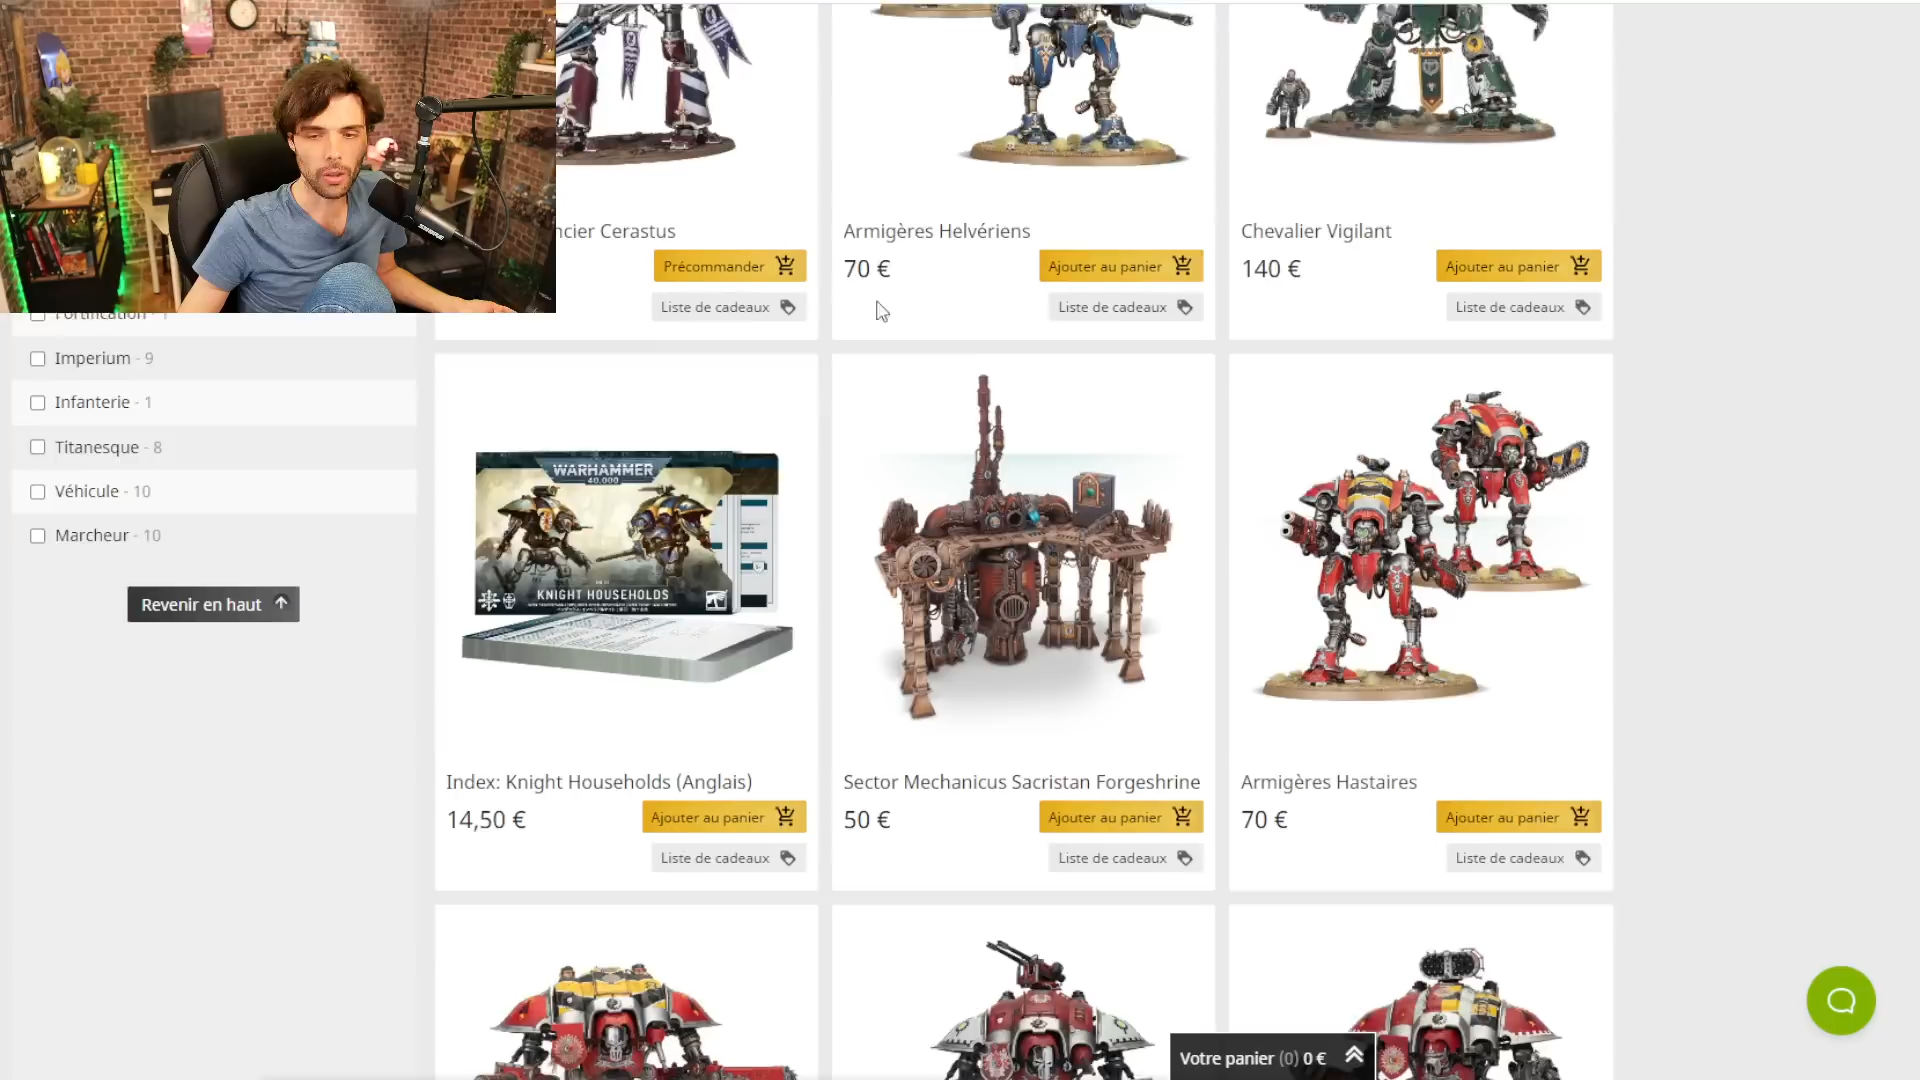 ncier Cerastus
Précommander
Liste de cadeaux
Armigères Helvériens
70 €
Ajouter au panier
Liste de cadeaux
Chevalier Vigilant
140 €
Ajouter au panier
Liste de cadeaux
Fortification - 1
Imperium - 9
Infanterie - 1
Titanesque - 8
Véhicule - 10
Marcheur - 10
Revenir en haut
WARHAMMER
40,000
KNIGHT HOUSEHOLDS
Index: Knight Households (Anglais)
14,50 €
Ajouter au panier
Liste de cadeaux
Sector Mechanicus Sacristan Forgeshrine
50 €
Ajouter au panier
Liste de cadeaux
Armigères Hastaires
70 €
Ajouter au panier
Liste de cadeaux
Votre panier (0) 0 €
SHURE